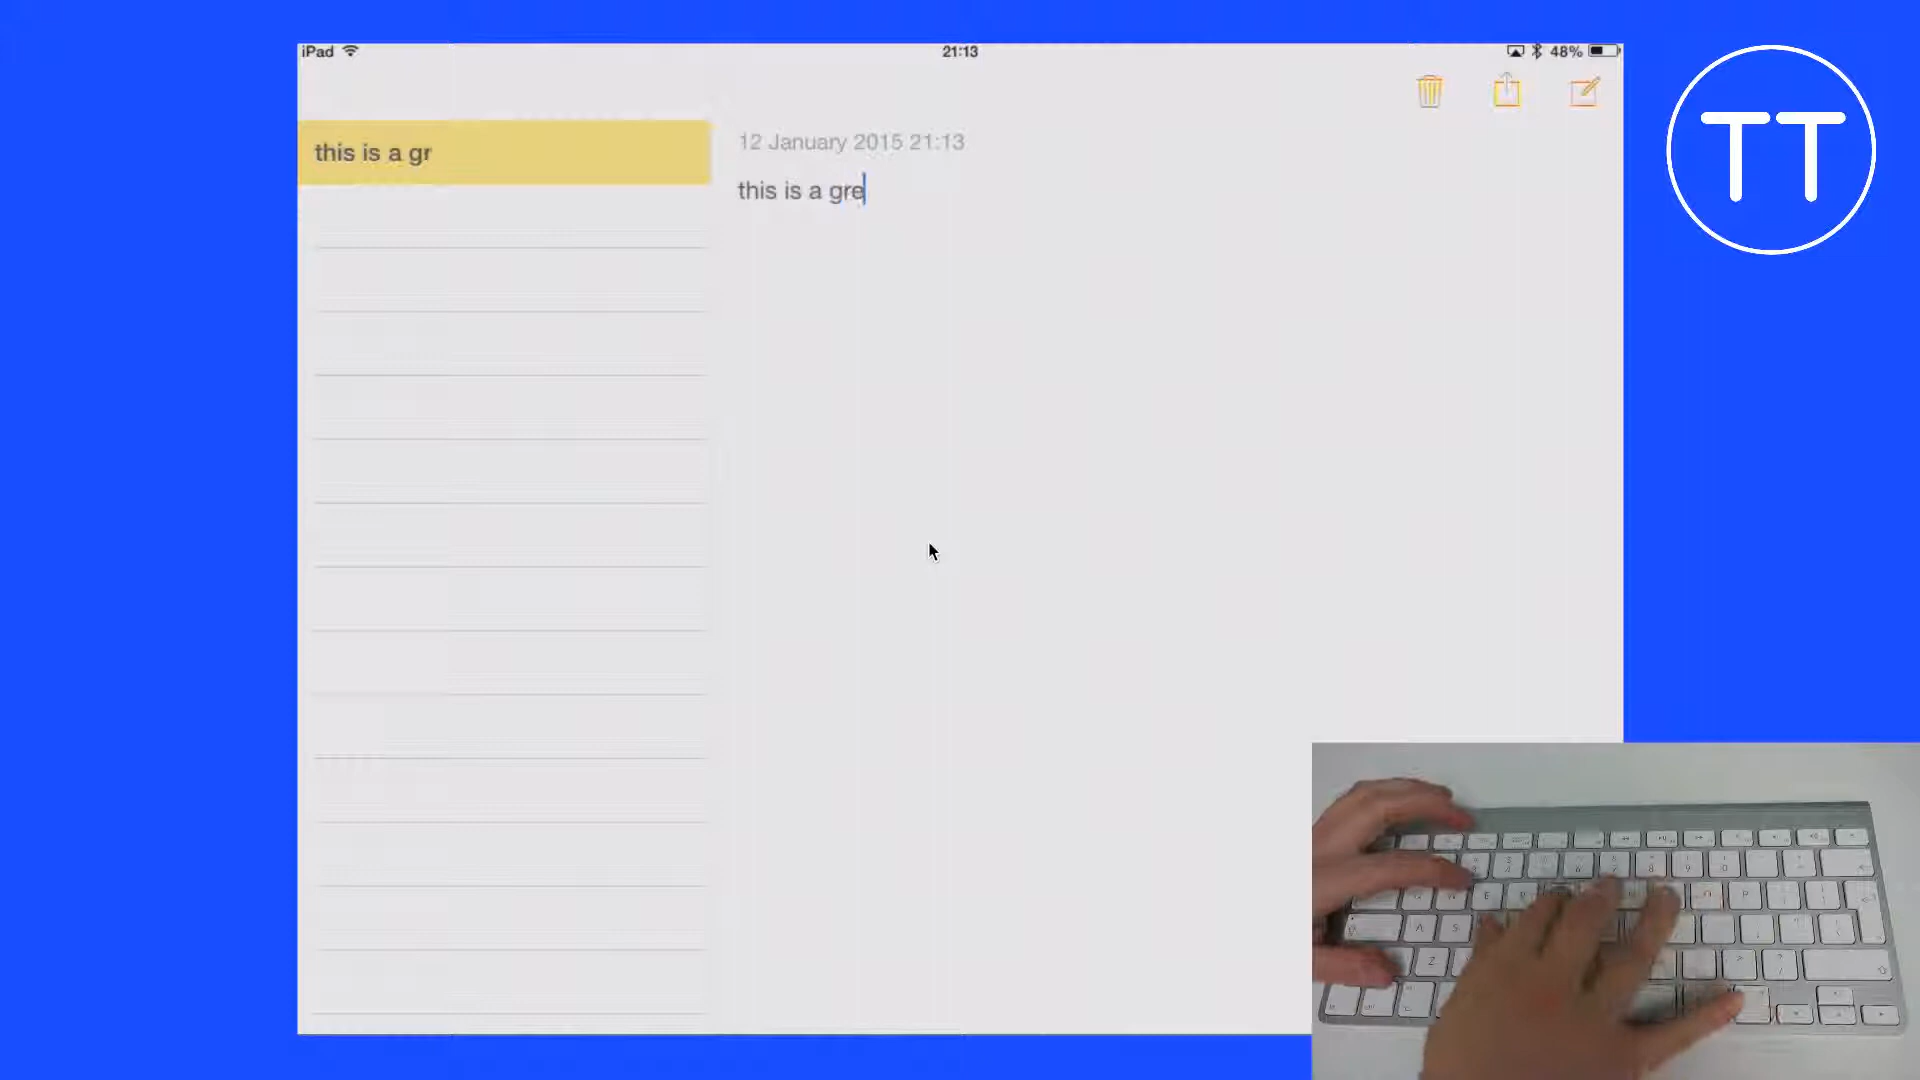 iPad
21:13
48%
TT
12 January 2015 21:13
this is a gr
this is a gre
E
P
A
S
Z